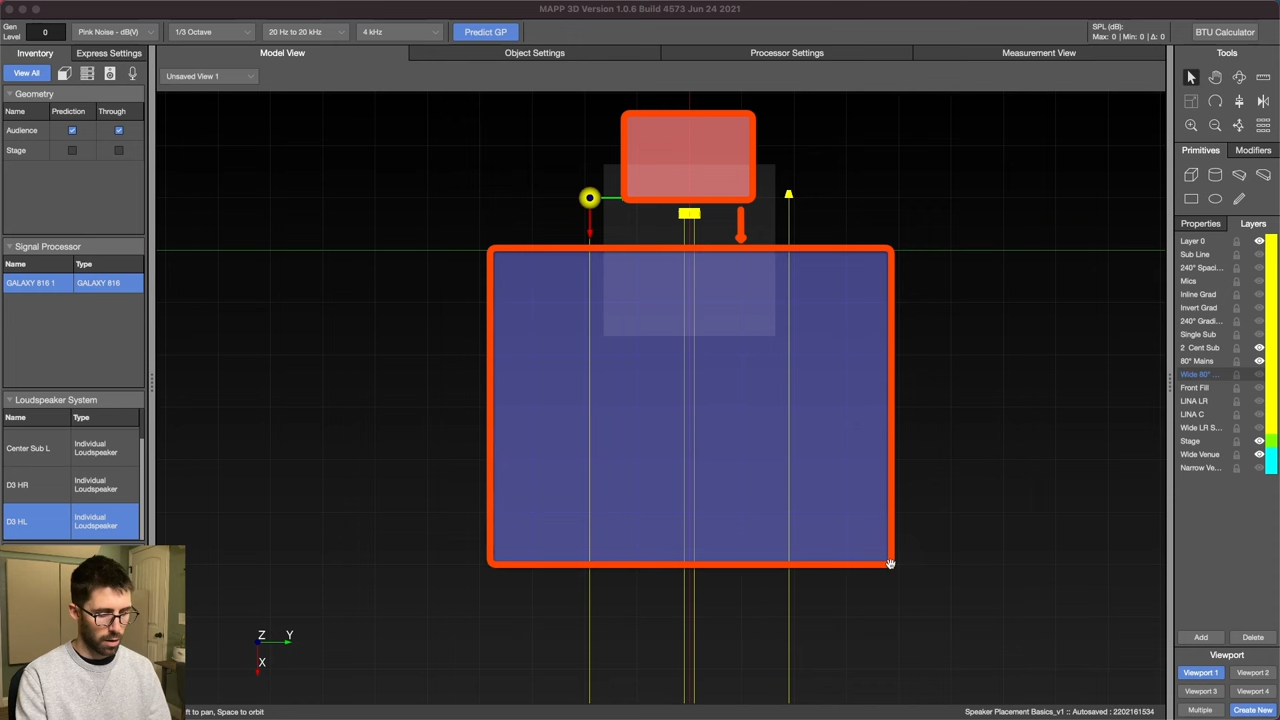 MAPP 3D Version 1.0.6 Build 4573 Jun 24 2021
Gen Level 0 Pink Noise - dB(V) 1/3 Octave 20 Hz to 20 kHz 4 kHz Predict GP SPL (dB): Max: 0 | Min: 0 | Δ: 0 BTU Calculator
Inventory Express Settings Model View Object Settings Processor Settings Measurement View Tools
View All Unsaved View 1
Geometry
Name Prediction Through
Audience
Stage
Primitives Modifiers
Properties Layers
Layer 0
Sub Line
240° Spaci...
Mics
Inline Grad
Invert Grad
240° Gradi...
Single Sub
2 Cent Sub
80° Mains
Wide 80° ...
Front Fill
LINA LR
LINA C
Wide LR S...
Stage
Wide Venue
Narrow Ve...
Signal Processor
Name Type
GALAXY 816 1 GALAXY 816
Loudspeaker System
Name Type
Center Sub L Individual Loudspeaker
D3 HR Individual Loudspeaker
D3 HL Individual Loudspeaker
Z Y
X
Add Delete
Viewport
Viewport 1 Viewport 2
Viewport 3 Viewport 4
Multiple Create New
ft to pan, Space to orbit Speaker Placement Basics_v1 :: Autosaved : 2202161534